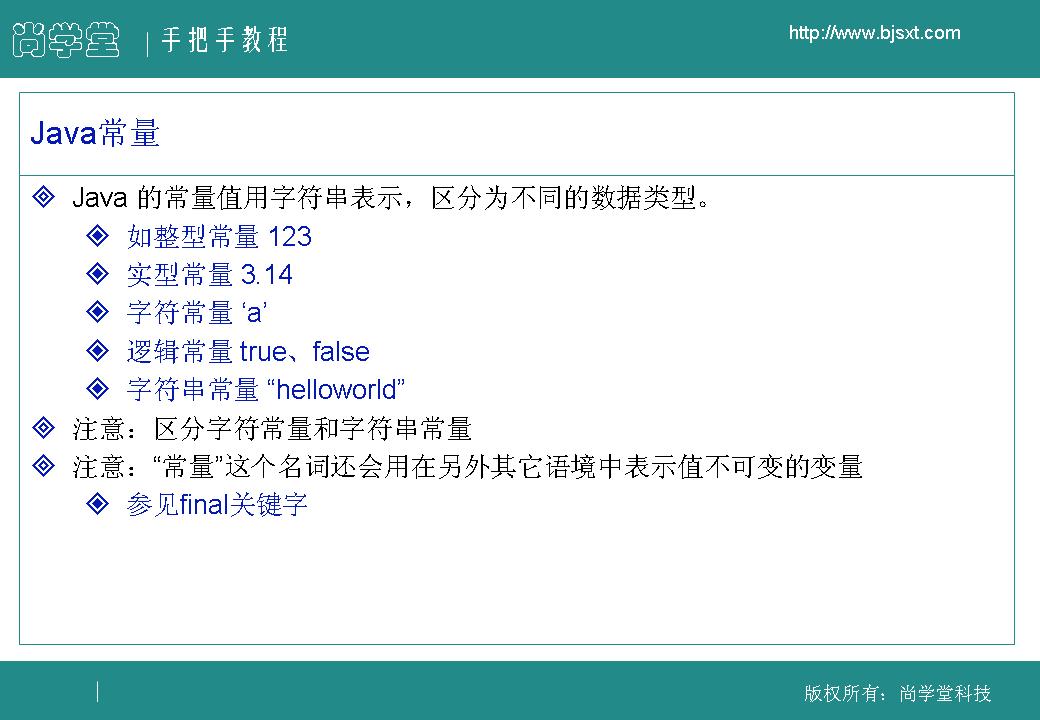 尚学堂 | 手把手教程
http://www.bjsxt.com
Java常量
Java 的常量值用字符串表示，区分为不同的数据类型。
如整型常量 123
实型常量 3.14
字符常量 ‘a’
逻辑常量 true、false
字符串常量 “helloworld”
注意：区分字符常量和字符串常量
注意：“常量”这个名词还会用在另外其它语境中表示值不可变的变量
参见final关键字
版权所有：尚学堂科技